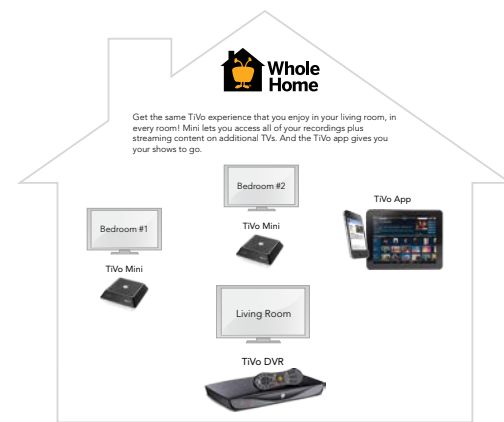 Whole
Home
Get the same TiVo experience that you enjoy in your living room, in
every room! Mini lets you access all of your recordings plus
streaming content on additional TVs. And the TiVo app gives you
your shows to go.
Bedroom #2
TiVo App
Bedroom #1
TiVo Mini
TiVo Mini
Living Room
TiVo DVR